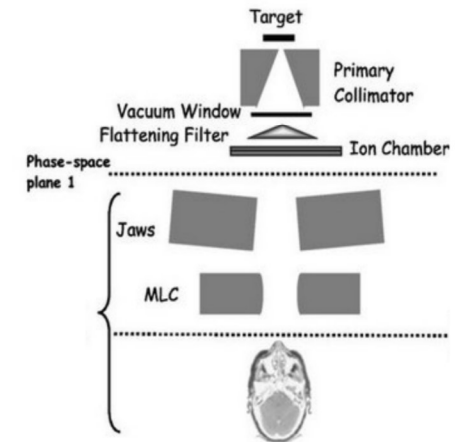 Target
Primary
Collimator
Vacuum Window
Flattening Filter
Ion Chamber
Phase-space
plane 1
Jaws
MLC